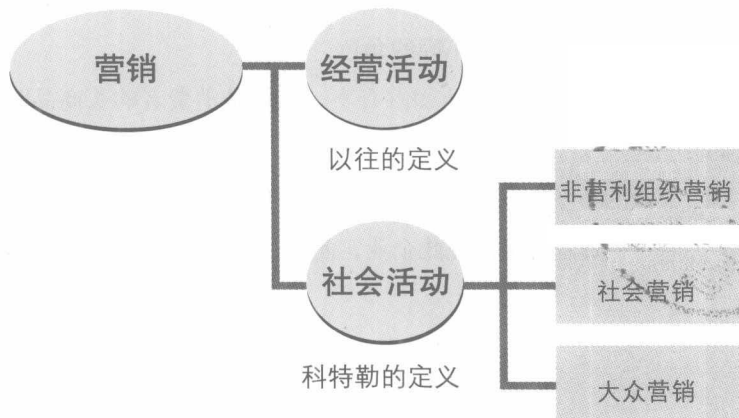 营销
经营活动
以往的定义
社会活动
科特勒的定义
非营利组织营销
社会营销
大众营销